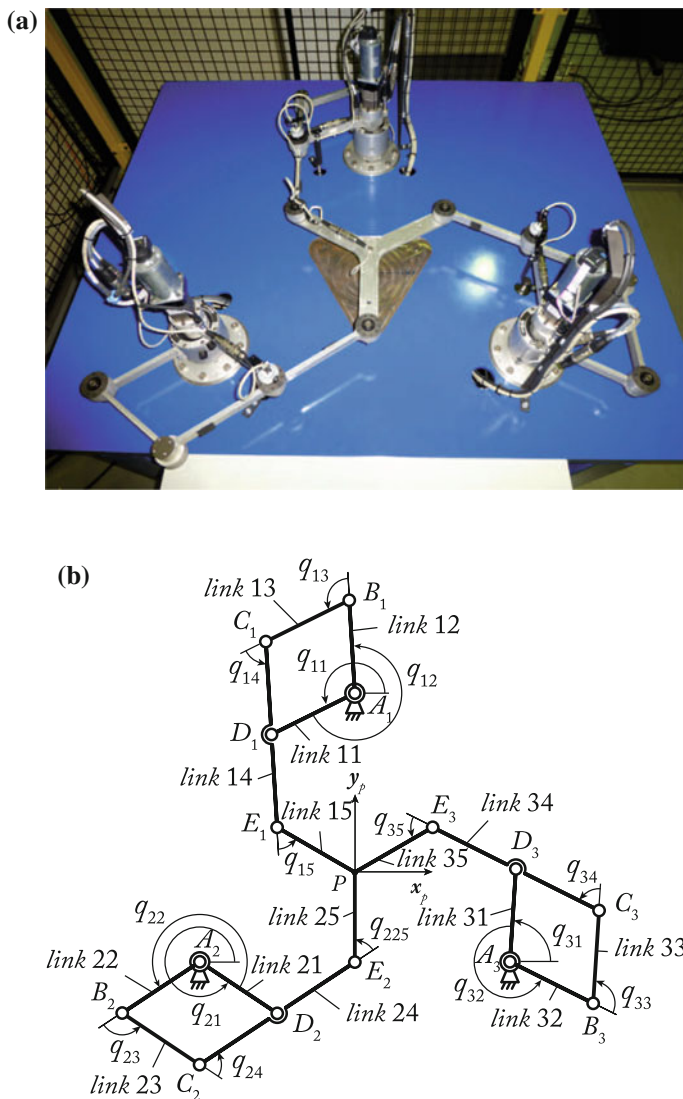 (a)
(b)
link 13
q13
B1
C1
link 12
q14
q11
q12
A1
D1
link 11
link 14
yp
E1
link 15
E3
link 34
q35
D3
q15
link 35
q34
P
xp
C3
link 25
link 31
q22
q225
q31
link 33
A2
link 22
link 21
A3
E2
B2
q21
q32
link 24
q33
D2
link 32
B3
q23
link 23
q24
C2